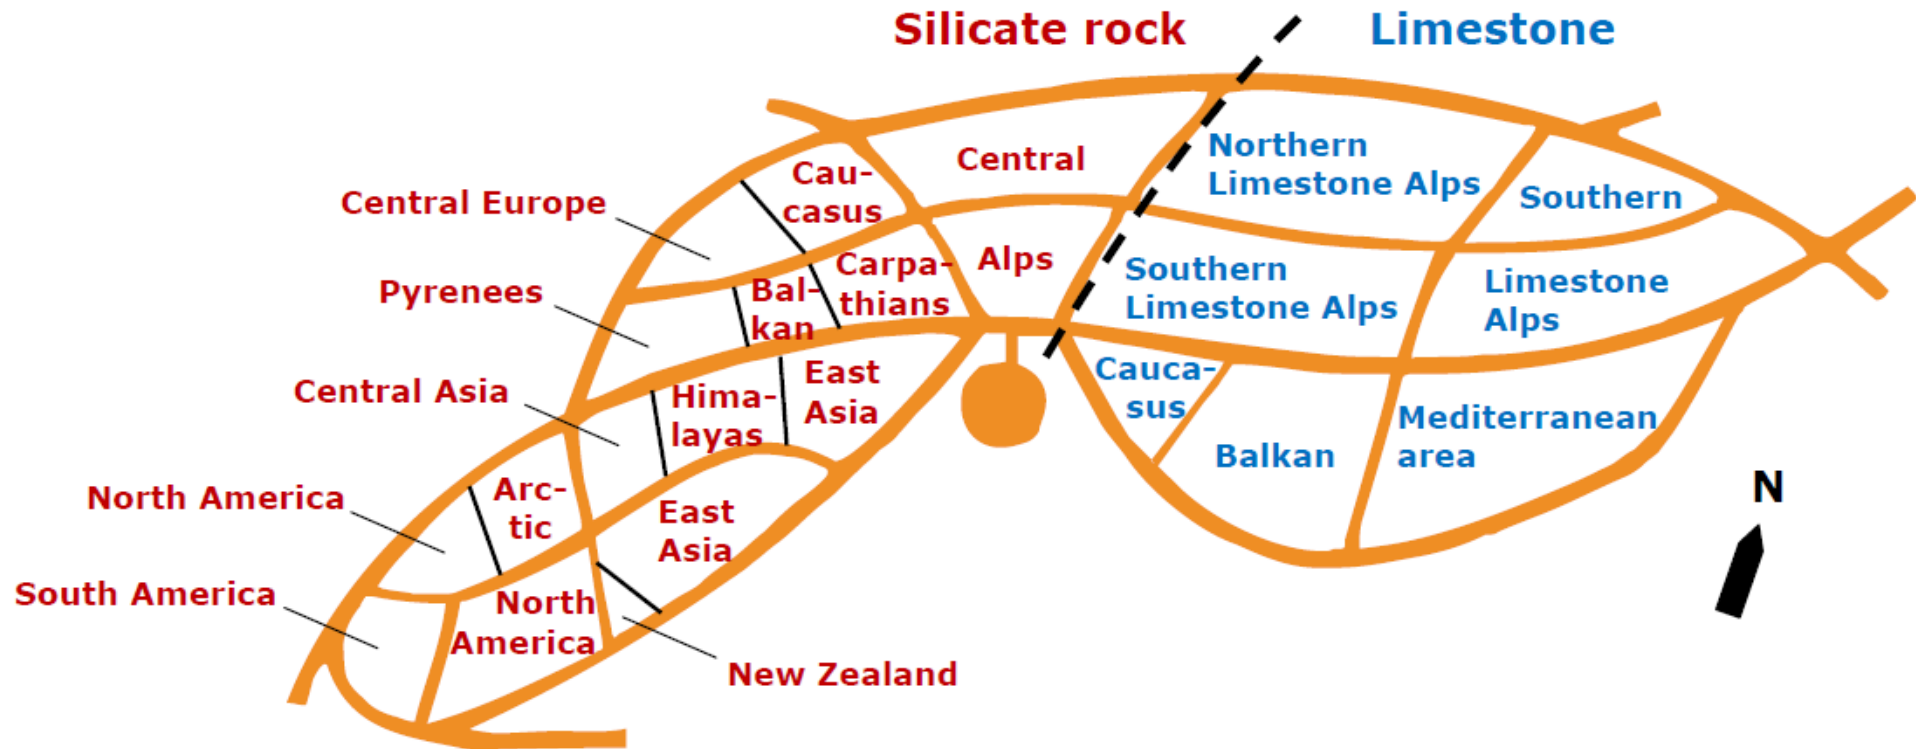 Silicate rock
Limestone
Central
Northern
Limestone Alps
Southern
Cau-
casus
Central Europe
Alps
Southern
Limestone Alps
Limestone
Alps
Carpa-
thians
Bal-
kan
Pyrenees
Central Asia
Hima-
layas
East
Asia
Cauca-
sus
Balkan
Mediterranean
area
N
North America
Arc-
tic
East
Asia
South America
North
America
New Zealand